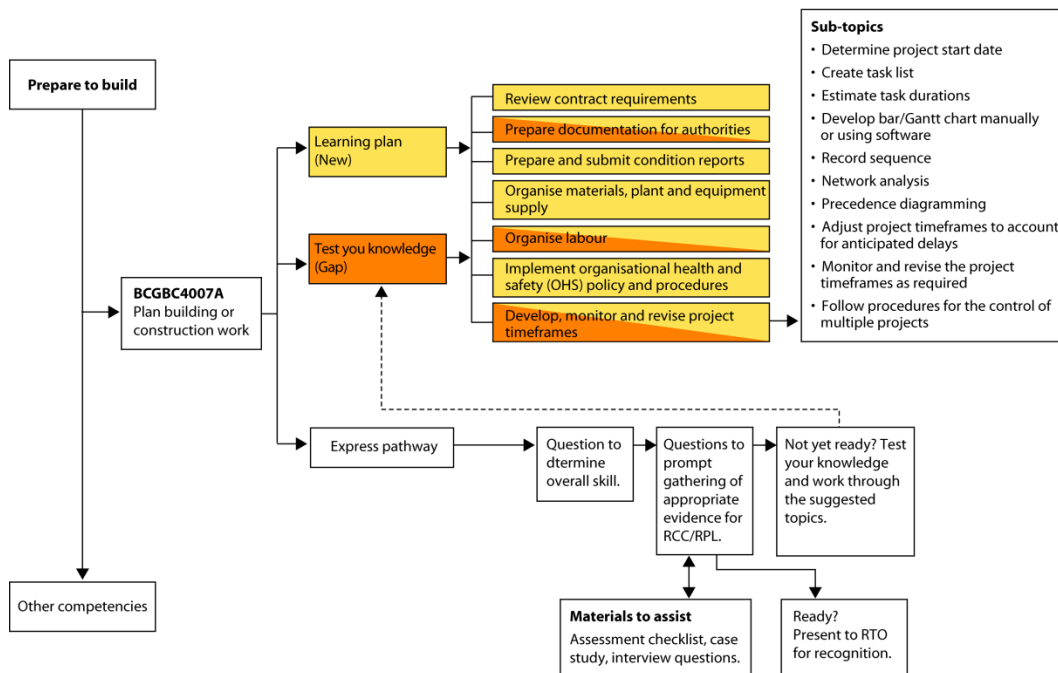 Prepare to build
BCGBC4007A
Plan building or
construction work
Other competencies
Learning plan
(New)
Test you knowledge
(Gap)
Express pathway
Review contract requirements
Prepare documentation for authorities
Prepare and submit condition reports
Organise materials, plant and equipment
supply
Organise labour
Implement organisational health and
safety (OHS) policy and procedures
Develop, monitor and revise project
timeframes
Sub-topics
• Determine project start date
• Create task list
• Estimate task durations
• Develop bar/Gantt chart manually
or using software
• Record sequence
• Network analysis
• Precedence diagramming
• Adjust project timeframes to account
for anticipated delays
• Monitor and revise the project
timeframes as required
• Follow procedures for the control of
multiple projects
Question to
dtermine
overall skill.
Questions to
prompt
gathering of
appropriate
evidence for
RCC/RPL.
Not yet ready? Test
your knowledge
and work through
the suggested
topics.
Materials to assist
Assessment checklist, case
study, interview questions.
Ready?
Present to RTO
for recognition.